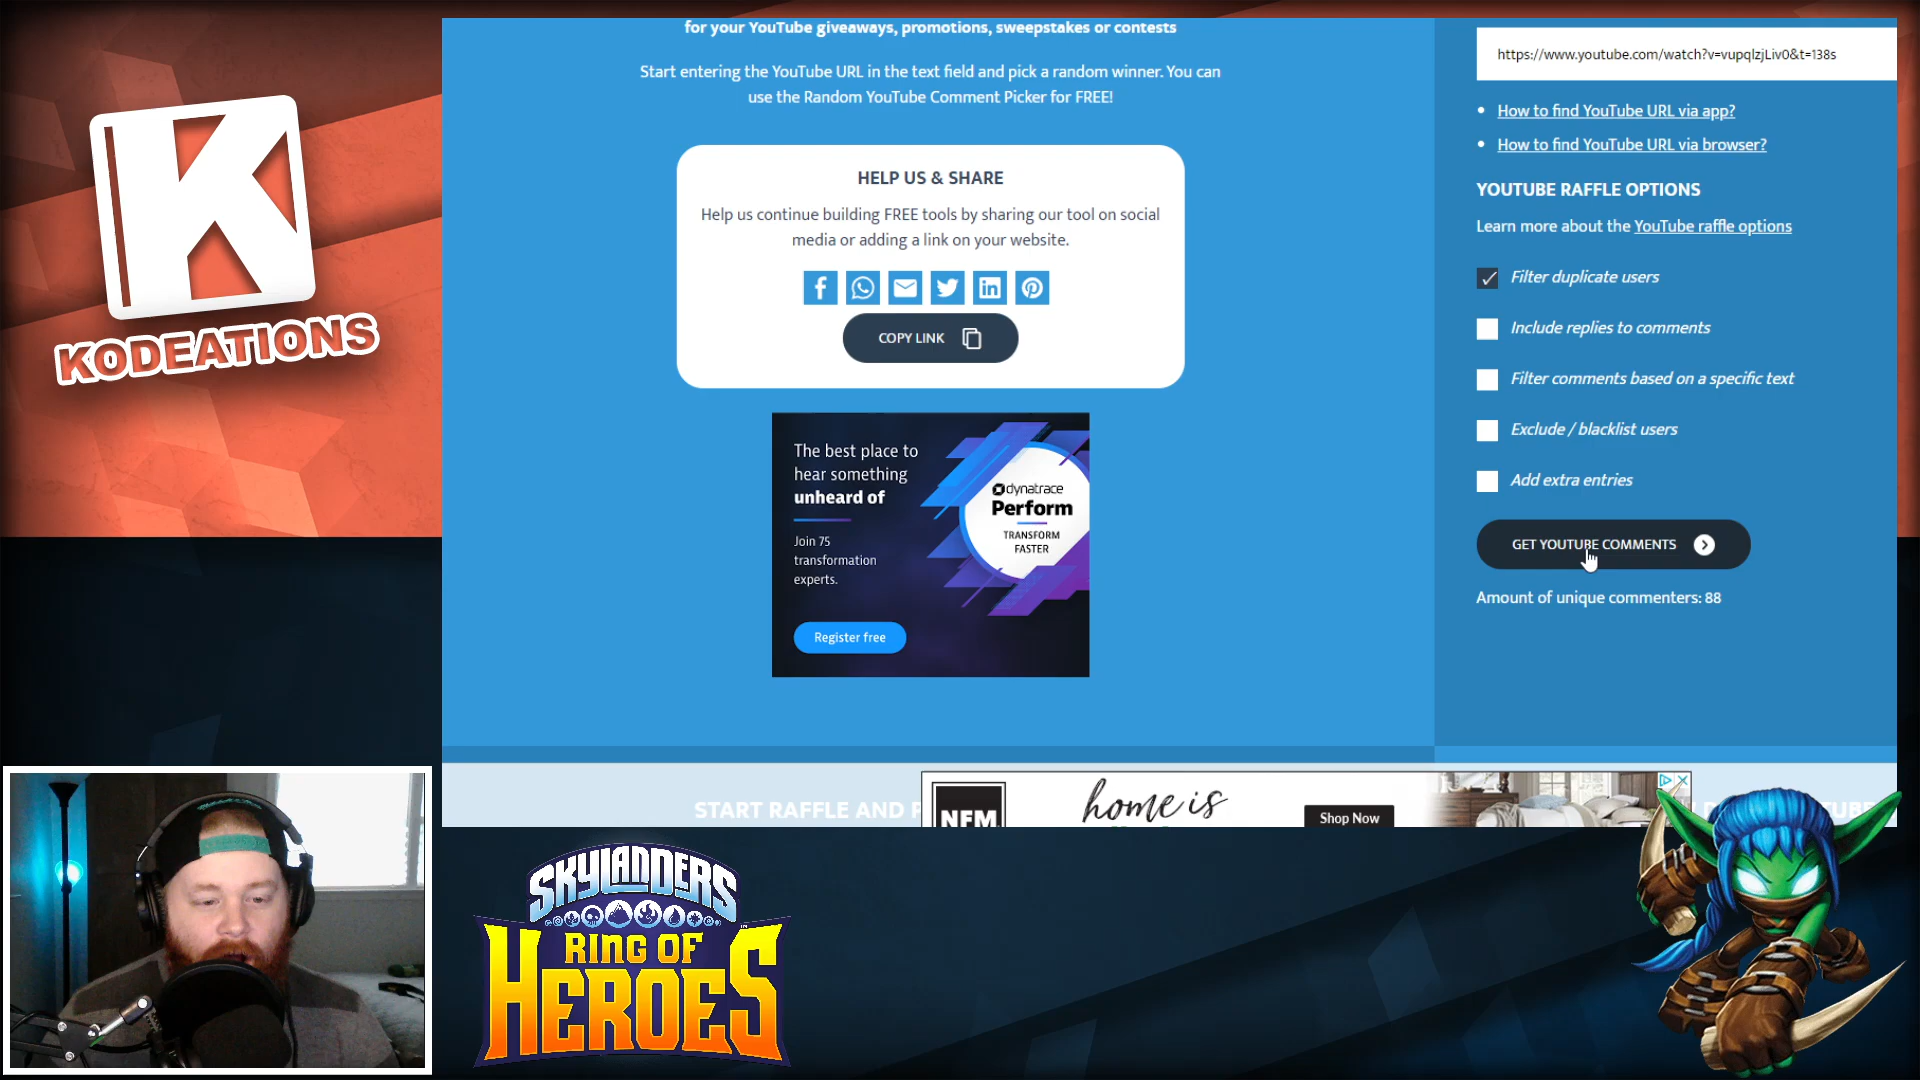 KODEATIONS
for your YouTube giveaways, promotions, sweepstakes or contests
Start entering the YouTube URL in the text field and pick a random winner. You can
use the Random YouTube Comment Picker for FREE!
HELP US & SHARE
Help us continue building FREE tools by sharing our tool on social
media or adding a link on your website.
COPY LINK
The best place to
hear something
unheard of
Join 75
transformation
experts.
Register free
dynatrace
Perform
TRANSFORM
FASTER
https://www.youtube.com/watch?v=vupqlzjLiv0&t=138s
How to find YouTube URL via app?
How to find YouTube URL via browser?
YOUTUBE RAFFLE OPTIONS
Learn more about the YouTube raffle options
Filter duplicate users
Include replies to comments
Filter comments based on a specific text
Exclude / blacklist users
Add extra entries
GET YOUTUBE COMMENTS
Amount of unique commenters: 88
START RAFFLE AND
NFM
home is
Shop Now
SKYLANDERS
RING OF
HEROES